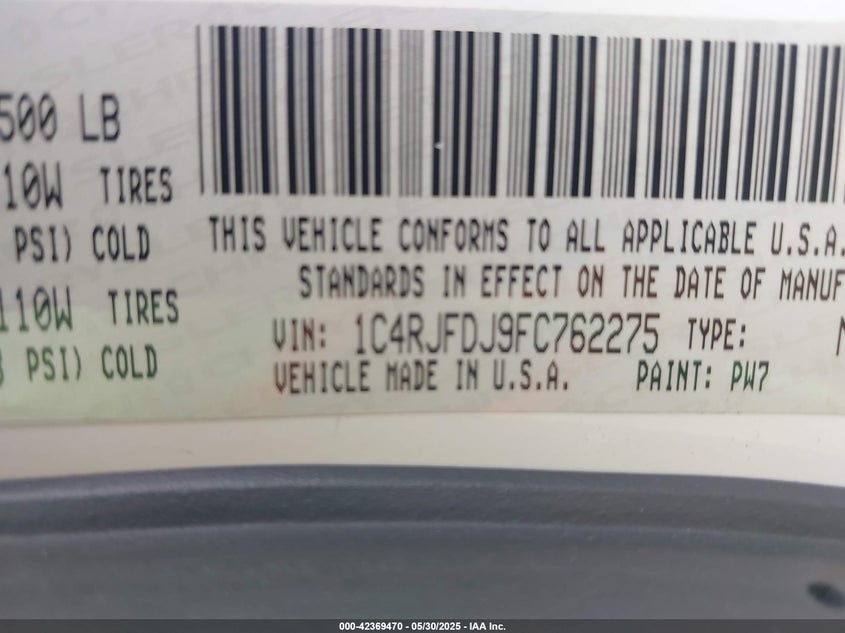 500 LB
110W TIRES
PSI) COLD
110W TIRES
PSI) COLD
THIS VEHICLE CONFORMS TO ALL APPLICABLE U.S.A.
STANDARDS IN EFFECT ON THE DATE OF MANUF
VIN: 1C4RJFDJ9FC762275 TYPE:
VEHICLE MADE IN U.S.A. PAINT: PW7
000-42369470 - 05/30/2025 - IAA Inc.